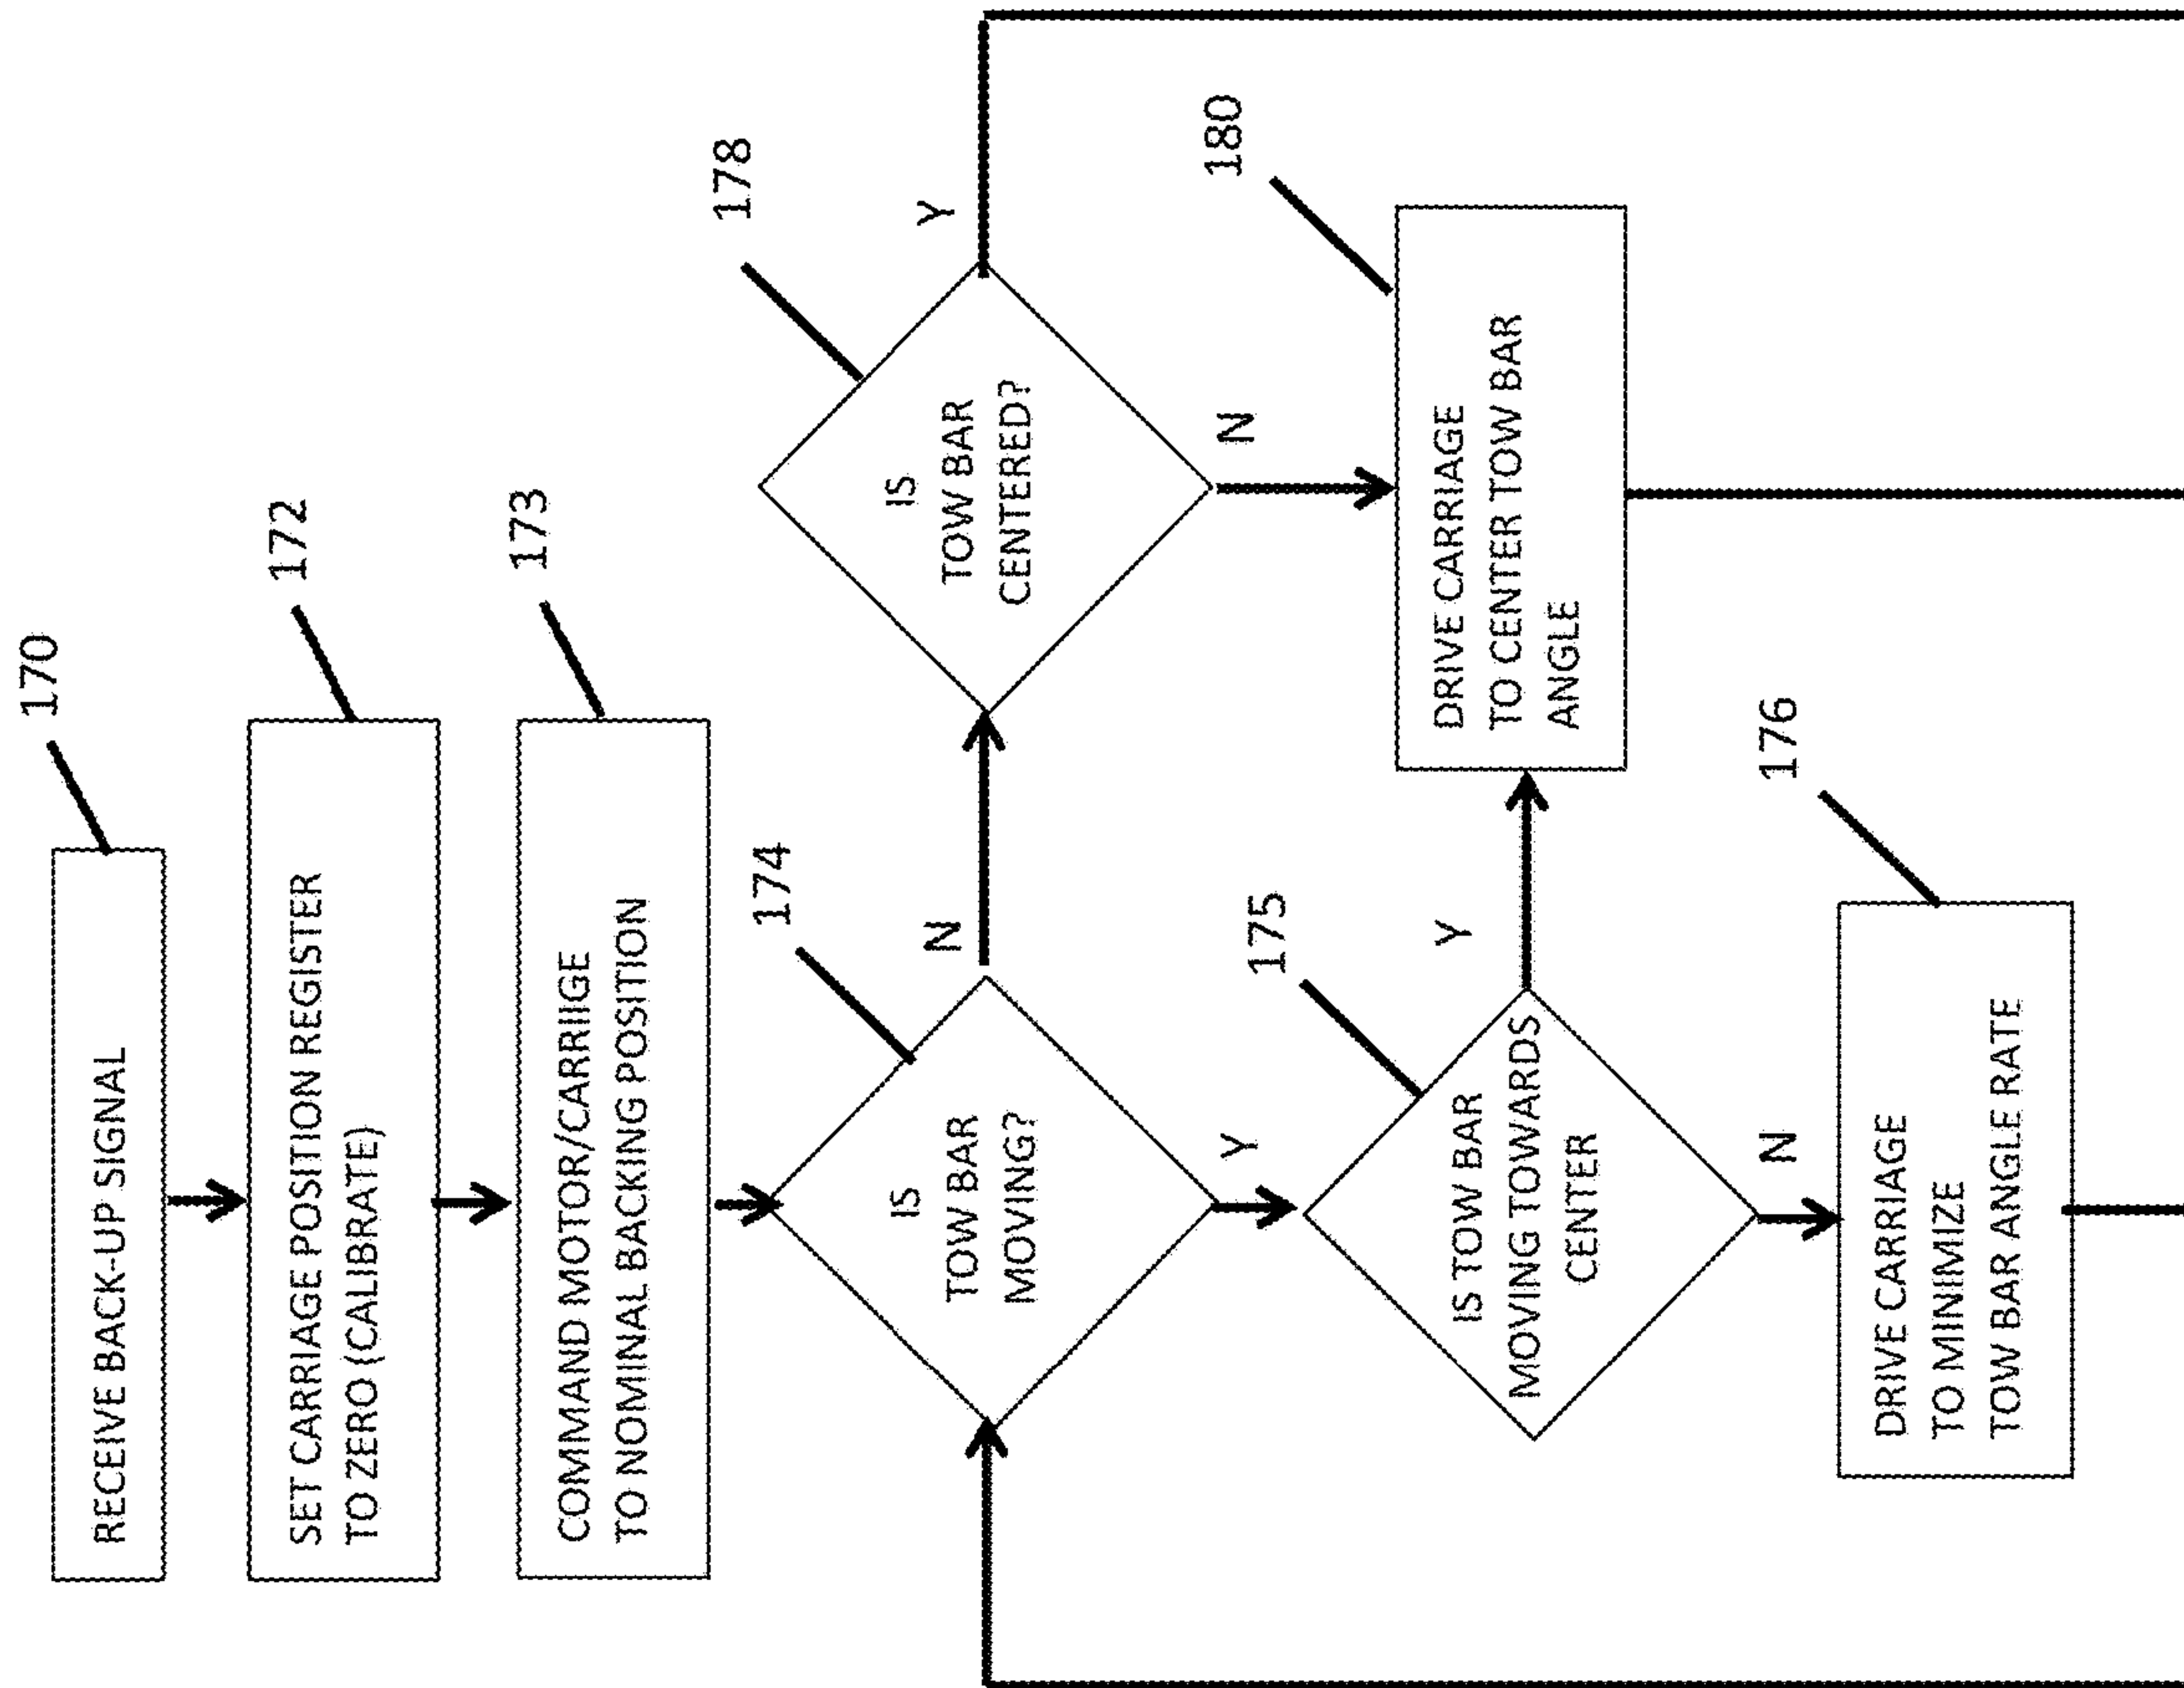 170
RECEIVE BACK-UP SIGNAL
172
SET CARRIAGE POSITION REGISTER
TO ZERO (CALIBRATE)
173
COMMAND MOTOR/CARRIIGE
TO NOMINAL BACKING POSITION
174
IS
TOW BAR
MOVING?
N
Y
178
IS
TOW BAR
CENTERED?
Y
N
175
IS TOW BAR
MOVING TOWARDS
CENTER
Y
N
180
DRIVE CARRIAGE
TO CENTER TOW BAR
ANGLE
176
DRIVE CARRIAGE
TO MINIMIZE
TOW BAR ANGLE RATE